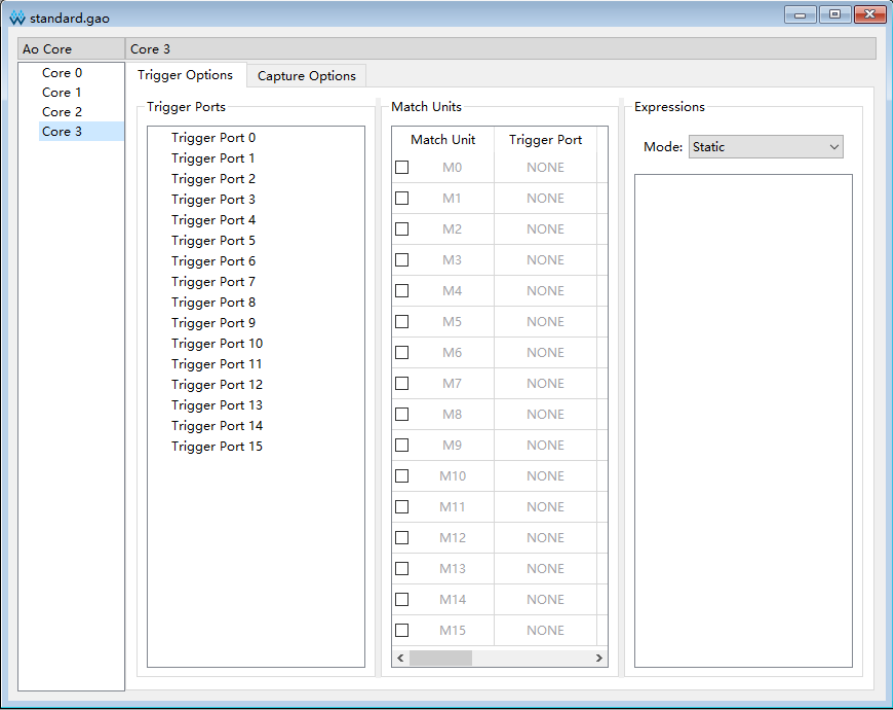 standard.gao
Ao Core
Core 3
Core 0
Core 1
Core 2
Core 3
Trigger Options
Capture Options
Trigger Ports
Trigger Port 0
Trigger Port 1
Trigger Port 2
Trigger Port 3
Trigger Port 4
Trigger Port 5
Trigger Port 6
Trigger Port 7
Trigger Port 8
Trigger Port 9
Trigger Port 10
Trigger Port 11
Trigger Port 12
Trigger Port 13
Trigger Port 14
Trigger Port 15
Match Units
Match Unit Trigger Port
M0 NONE
M1 NONE
M2 NONE
M3 NONE
M4 NONE
M5 NONE
M6 NONE
M7 NONE
M8 NONE
M9 NONE
M10 NONE
M11 NONE
M12 NONE
M13 NONE
M14 NONE
M15 NONE
Expressions
Mode: Static